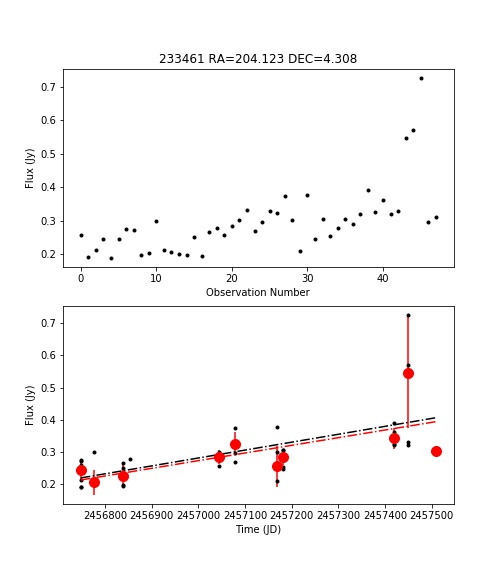 233461 RA=204.123 DEC=4.308
0.7
0.6
0.5
0.4
0.3
0.2
Flux (Jy)
0 10 20 30 40
Observation Number
0.7
0.6
0.5
0.4
0.3
0.2
Flux (Jy)
2456800 2456900 2457000 2457100 2457200 2457300 2457400 2457500
Time (JD)